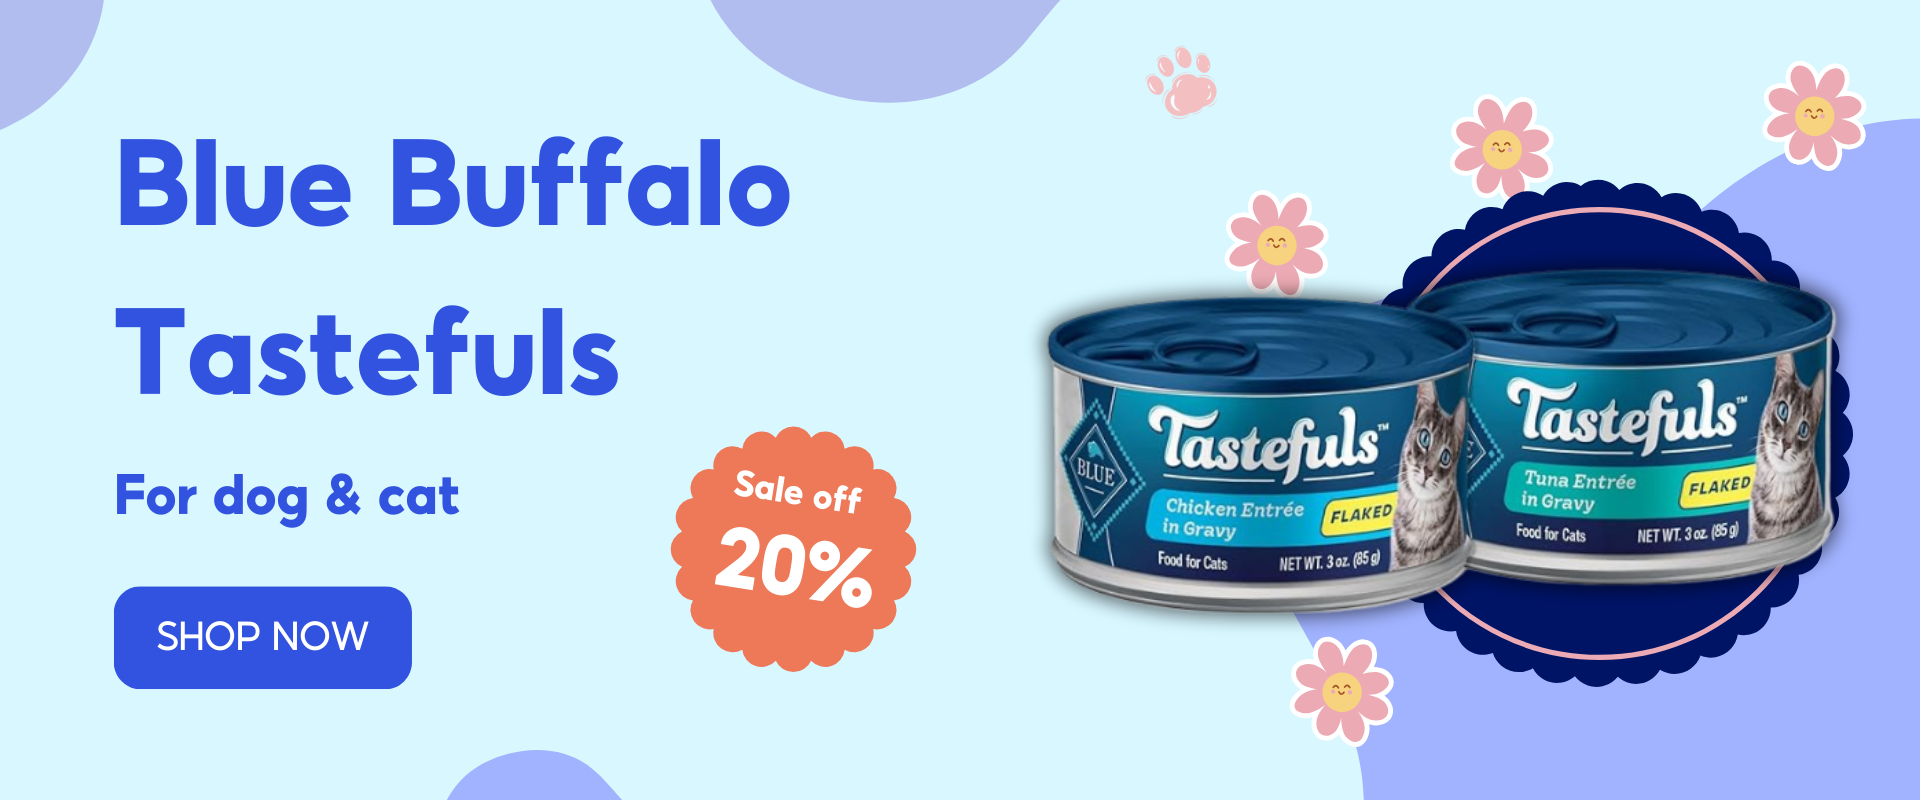 Blue Buffalo
Tastefuls
For dog & cat
SHOP NOW
Sale off
20%
BLUE
Tastefuls™
Chicken Entrée
in Gravy
FLAKED
Food for Cats
NET WT. 3 oz. (85 g)
Tastefuls™
Tuna Entrée
in Gravy
FLAKED
Food for Cats
NET WT. 3 oz. (85 g)